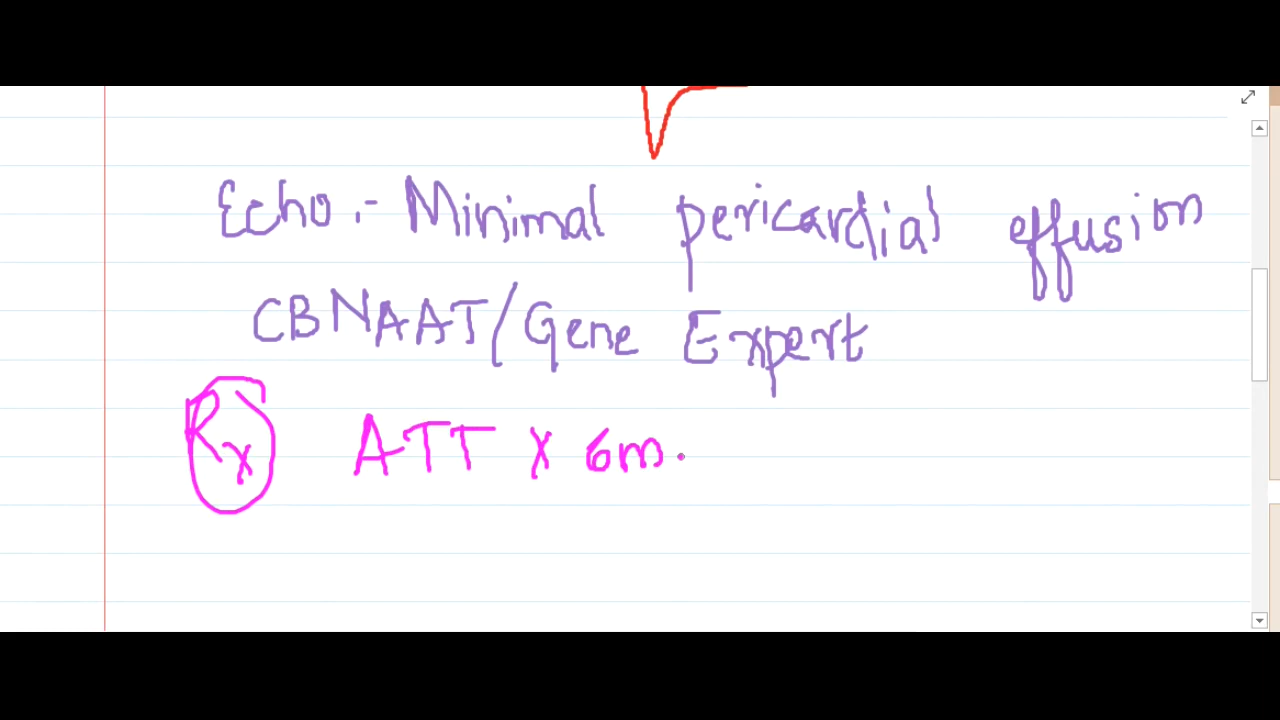 Echo :- Minimal pericardial effusion
CBNAAT/Gene Expert
Rx ATT x 6m